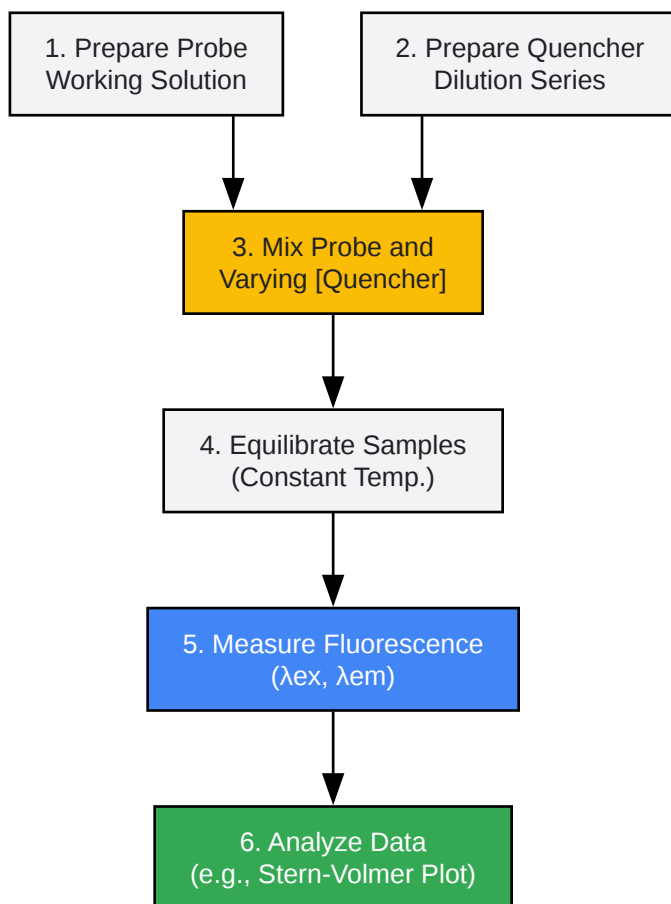 1. Prepare Probe
Working Solution
2. Prepare Quencher
Dilution Series
3. Mix Probe and
Varying [Quencher]
4. Equilibrate Samples
(Constant Temp.)
5. Measure Fluorescence
(λex, λem)
6. Analyze Data
(e.g., Stern-Volmer Plot)